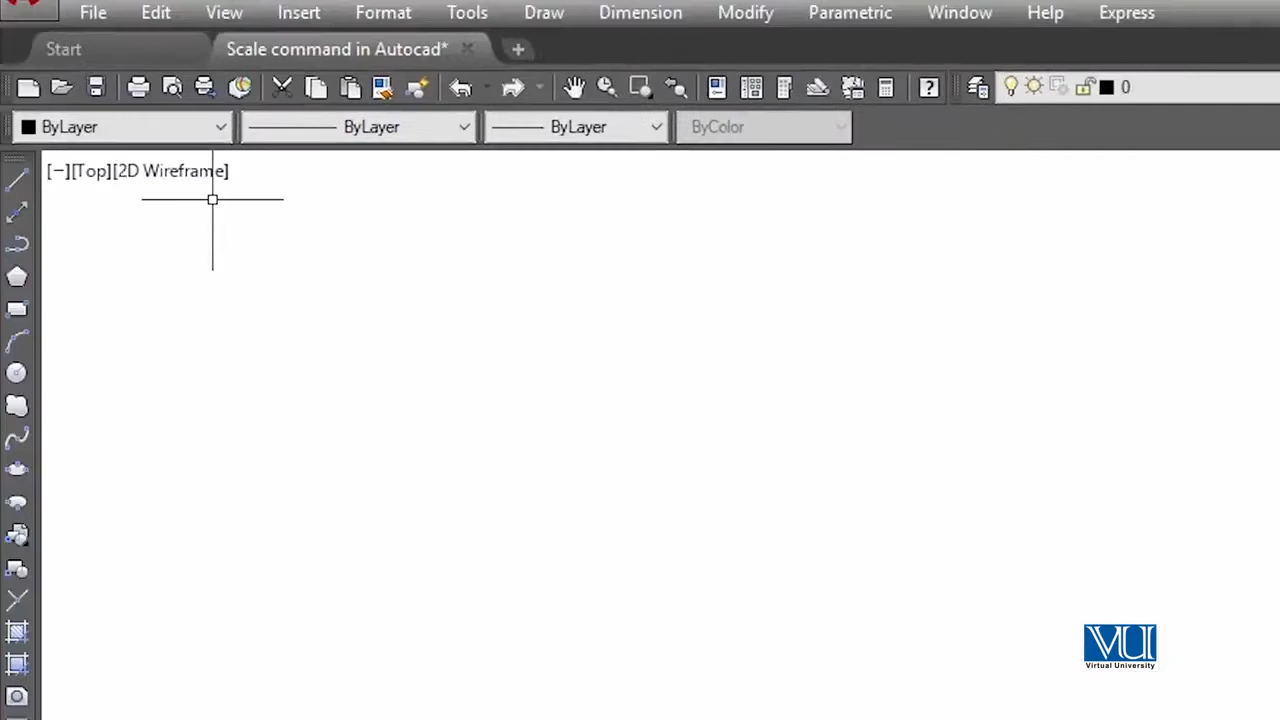 File Edit View Insert Format Tools Draw Dimension Modify Parametric Window Help Express
Start Scale command in Autocad*
0
ByLayer ByLayer ByLayer ByColor
[−][Top][2D Wireframe]
VU
Virtual University